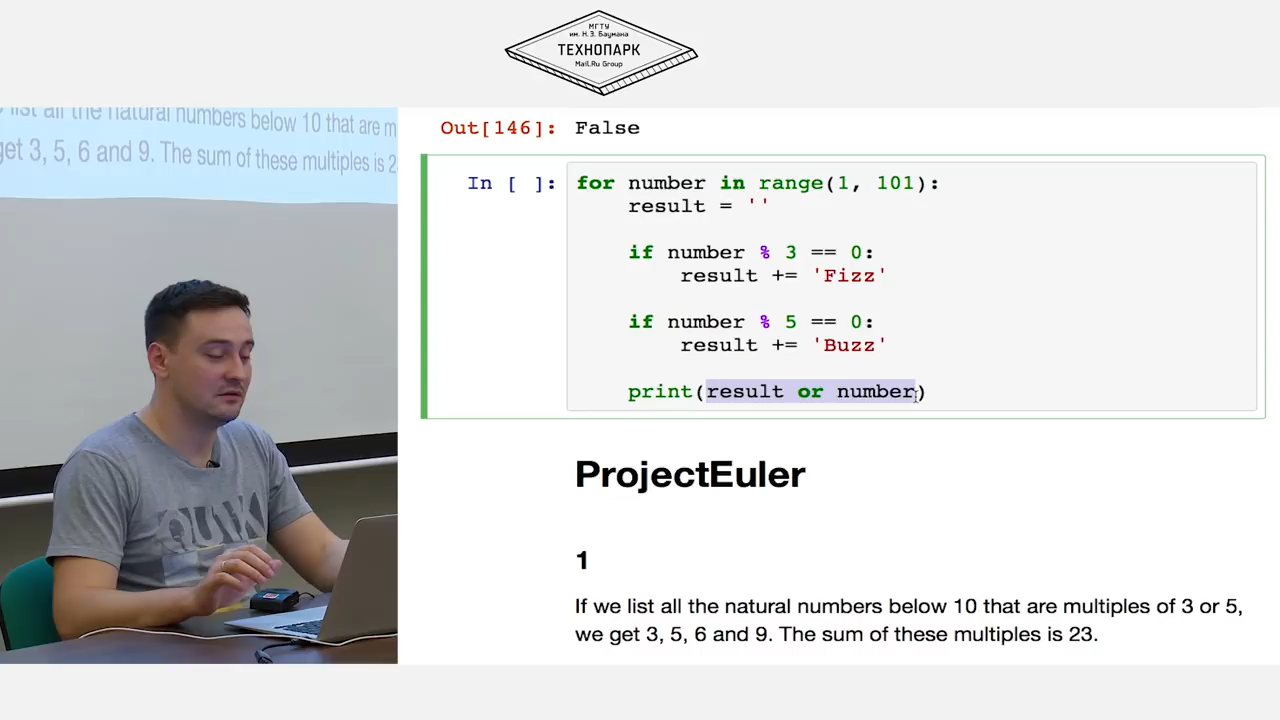 МГТУ
им. Н.Э. Баумана
ТЕХНОПАРК
Mail.Ru Group
list all the natural numbers below 10 that are m
get 3, 5, 6 and 9. The sum of these multiples is 2
Out[146]: False
In [ ]: for number in range(1, 101):
result = ''
if number % 3 == 0:
result += 'Fizz'
if number % 5 == 0:
result += 'Buzz'
print(result or number)
ProjectEuler
1
If we list all the natural numbers below 10 that are multiples of 3 or 5,
we get 3, 5, 6 and 9. The sum of these multiples is 23.